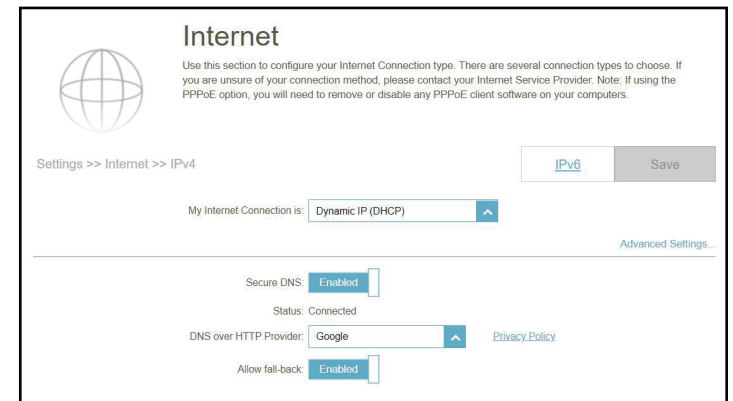 Internet
Use this section to configure your Internet Connection type. There are several connection types to choose. If
you are unsure of your connection method, please contact your Internet Service Provider. Note: If using the
PPPoE option, you will need to remove or disable any PPPoE client software on your computers.
Settings >> Internet >> IPv4
IPv6
Save
My Internet Connection is: Dynamic IP (DHCP)
Advanced Settings...
Secure DNS: Enabled
Status: Connected
DNS over HTTP Provider: Google
Privacy Policy
Allow fall-back: Enabled